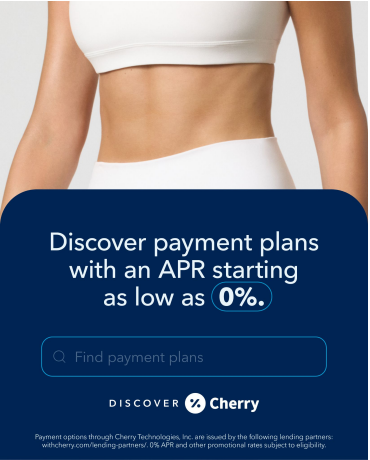 Discover payment plans
with an APR starting
as low as 0%.
Find payment plans
DISCOVER Cherry
Payment options through Cherry Technologies, Inc. are issued by the following lending partners:
withcherry.com/lending-partners/. 0% APR and other promotional rates subject to eligibility.